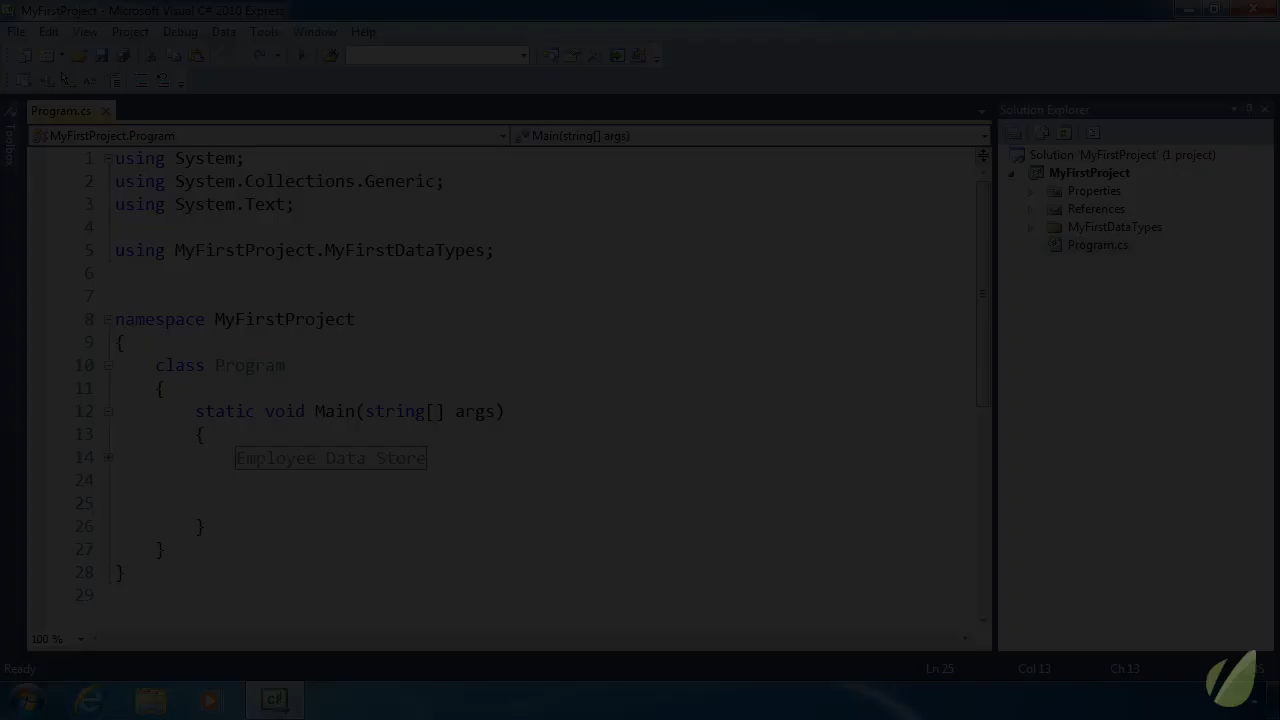 MyFirstProject - Microsoft Visual C# 2010 Express
File Edit View Project Debug Data Tools Window Help
Program.cs
Solution Explorer
Toolbox
MyFirstProject.Program
Main(string[] args)
Solution 'MyFirstProject' (1 project)
MyFirstProject
Properties
References
MyFirstDataTypes
Program.cs
1 using System;
2 using System.Collections.Generic;
3 using System.Text;
4
5 using MyFirstProject.MyFirstDataTypes;
6
7
8 namespace MyFirstProject
9 {
10 class Program
11 {
12 static void Main(string[] args)
13 {
14 Employee Data Store
24
25
26 }
27 }
28 }
29
100 %
Ready
Ln 25
Col 13
Ch 13
C#